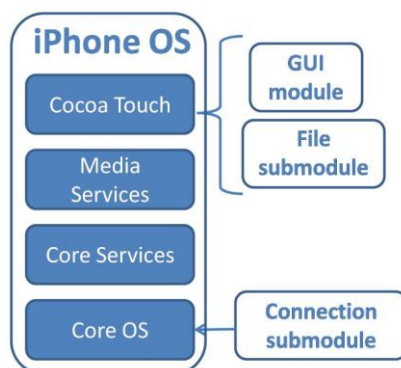 iPhone OS
Cocoa Touch
Media
Services
Core Services
Core OS
GUI
module
File
submodule
Connection
submodule